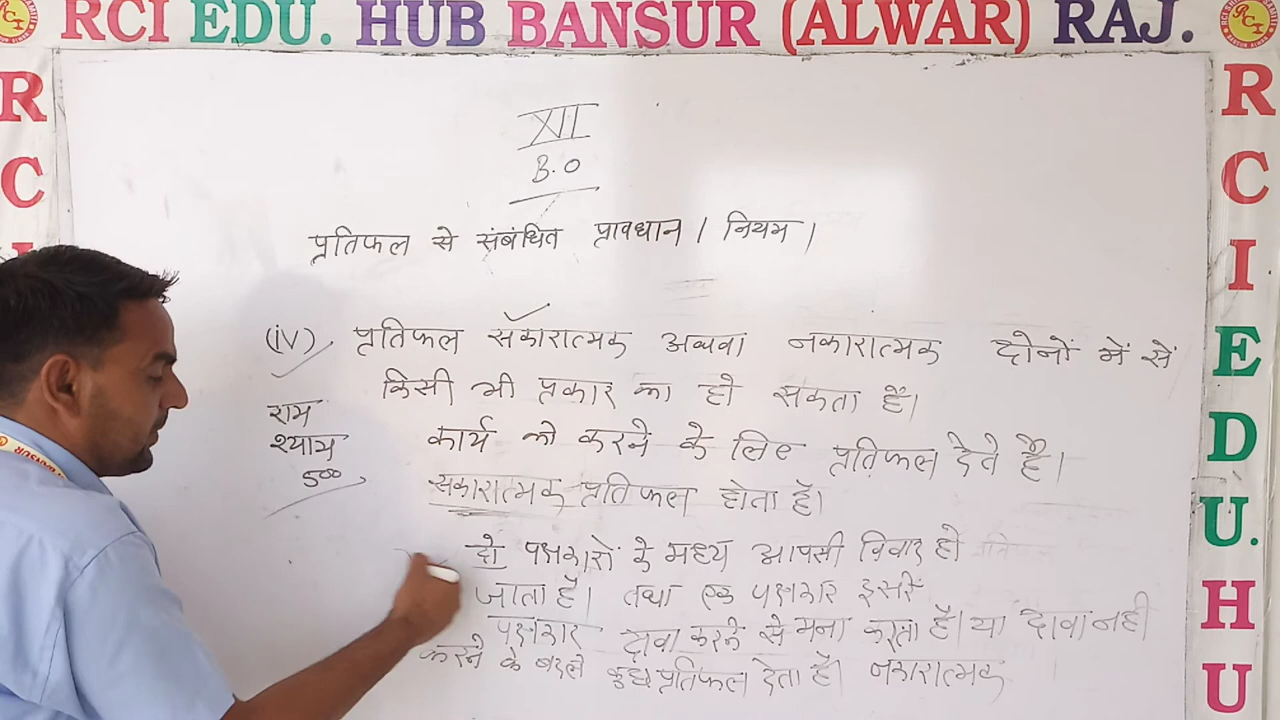 RCI EDU. HUB BANSUR (ALWAR) RAJ.
XII
B.O
प्रतिफल से संबंधित प्रावधान / नियम /
(iv) प्रतिफल सकारात्मक अथवा नकारात्मक दोनों में सें
किसी भी प्रकार का हो सकता है।
राम
श्याम
500
कार्य को करने के लिए प्रतिफल देते है।
सकारात्मक प्रतिफल होता है।
दो पक्षकारों के मध्य आपसी विवाद हो
जाता है। तथा एक पक्षकार दूसरें
पक्षकार दावा करने से मना करता है। या दावा नही
करने के बदले कुछ प्रतिफल देता है। नकारात्मक
R
C
I
R
C
I
E
D
U.
H
U